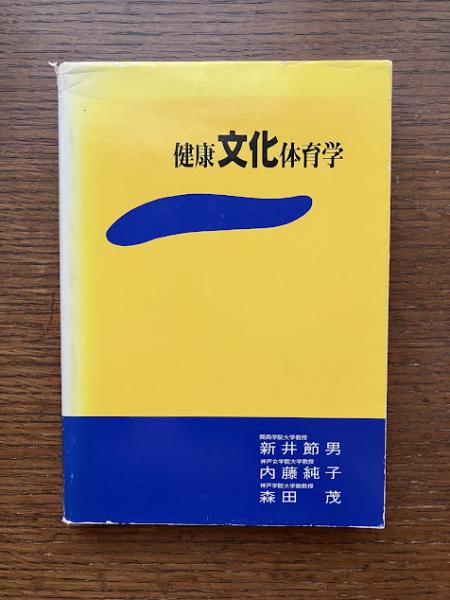 健康文化体育学
関西学院大学教授
新井節男
神戸女学院大学教授
内藤純子
神戸学院大学助教授
森田 茂